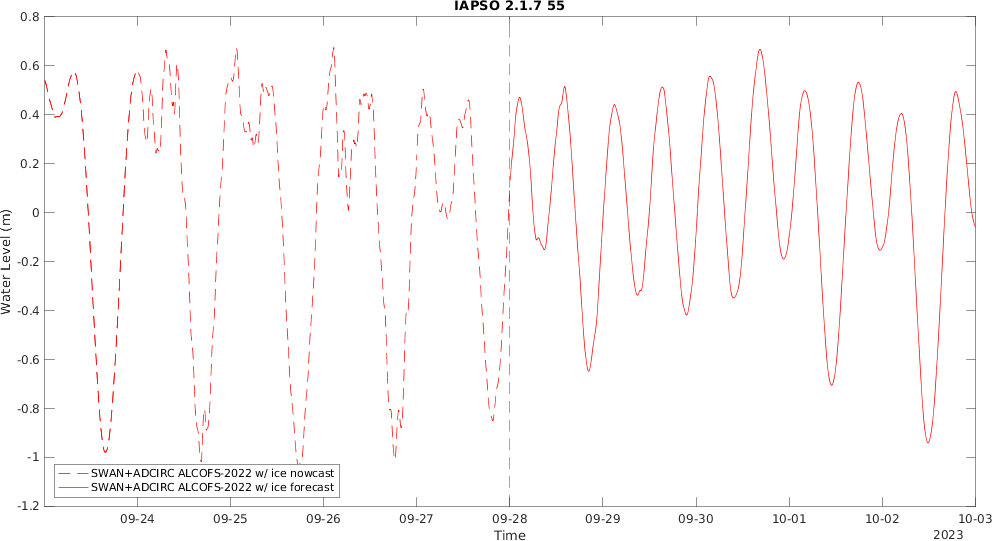 IAPSO 2.1.7 55
0.8
0.6
0.4
0.2
0
-0.2
-0.4
-0.6
-0.8
-1
-1.2
Water Level (m)
SWAN+ADCIRC ALCOFS-2022 w/ ice nowcast
SWAN+ADCIRC ALCOFS-2022 w/ ice forecast
09-24 09-25 09-26 09-27 09-28 09-29 09-30 10-01 10-02 10-03
Time
2023